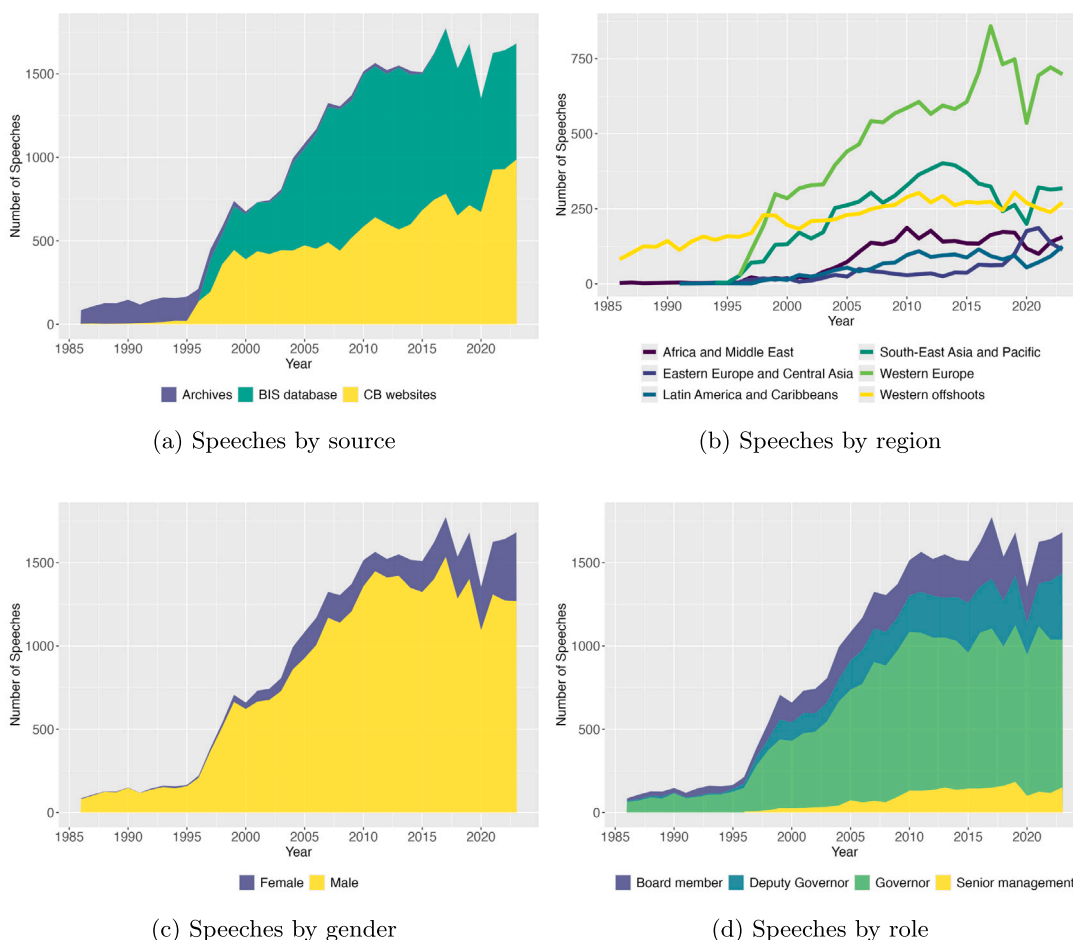 Number of Speeches
1500
1000
500
0
1985 1990 1995 2000 2005 2010 2015 2020
Year
Archives BIS database CB websites
(a) Speeches by source
Number of Speeches
750
500
250
0
1985 1990 1995 2000 2005 2010 2015 2020
Year
Africa and Middle East South-East Asia and Pacific
Eastern Europe and Central Asia Western Europe
Latin America and Caribbeans Western offshoots
(b) Speeches by region
Number of Speeches
1500
1000
500
0
1985 1990 1995 2000 2005 2010 2015 2020
Year
Female Male
(c) Speeches by gender
Number of Speeches
1500
1000
500
0
1985 1990 1995 2000 2005 2010 2015 2020
Year
Board member Deputy Governor Governor Senior management
(d) Speeches by role